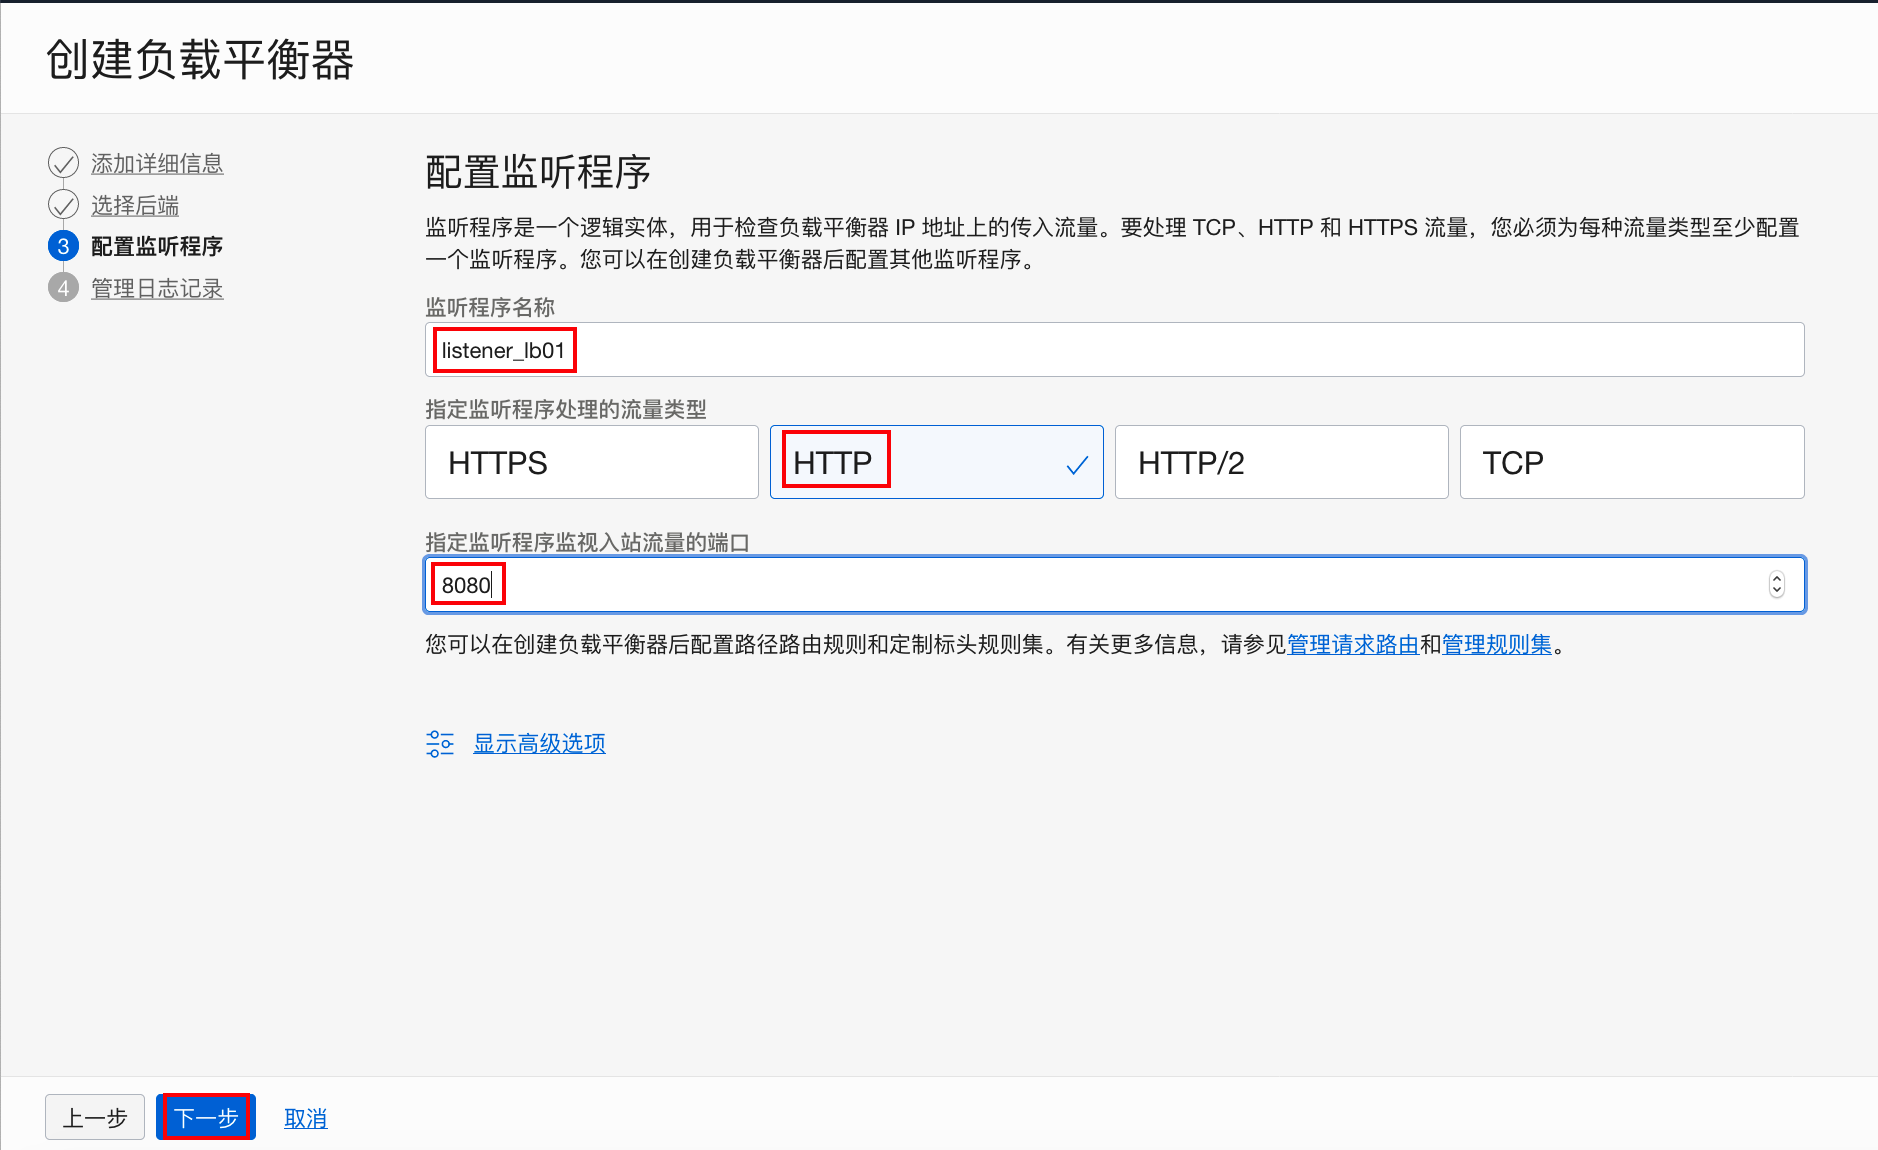 创建负载平衡器
添加详细信息
选择后端
3 配置监听程序
4 管理日志记录
配置监听程序
监听程序是一个逻辑实体，用于检查负载平衡器 IP 地址上的传入流量。要处理 TCP、HTTP 和 HTTPS 流量，您必须为每种流量类型至少配置
一个监听程序。您可以在创建负载平衡器后配置其他监听程序。
监听程序名称
listener_lb01
指定监听程序处理的流量类型
HTTPS HTTP HTTP/2 TCP
指定监听程序监视入站流量的端口
8080
您可以在创建负载平衡器后配置路径路由规则和定制标头规则集。有关更多信息，请参见管理请求路由和管理规则集。
显示高级选项
上一步 下一步 取消